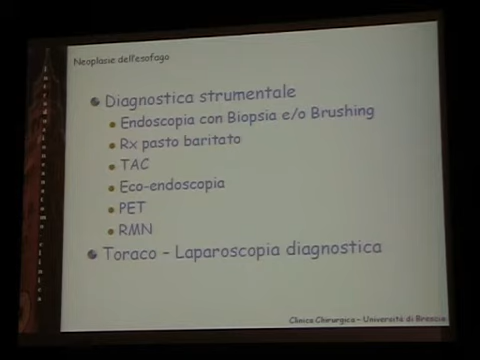 Neoplasie dell'esofago
Diagnostica strumentale
Endoscopia con Biopsia e/o Brushing
Rx pasto baritato
TAC
Eco-endoscopia
PET
RMN
Toraco - Laparoscopia diagnostica
Clinica Chirurgica - Università di Brescia